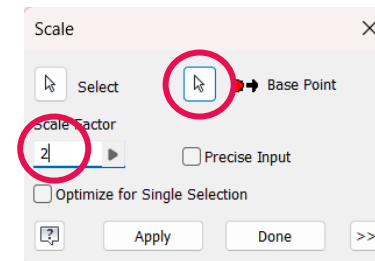 Scale
Select
Base Point
Scale Factor
2
Precise Input
Optimize for Single Selection
Apply
Done
>>